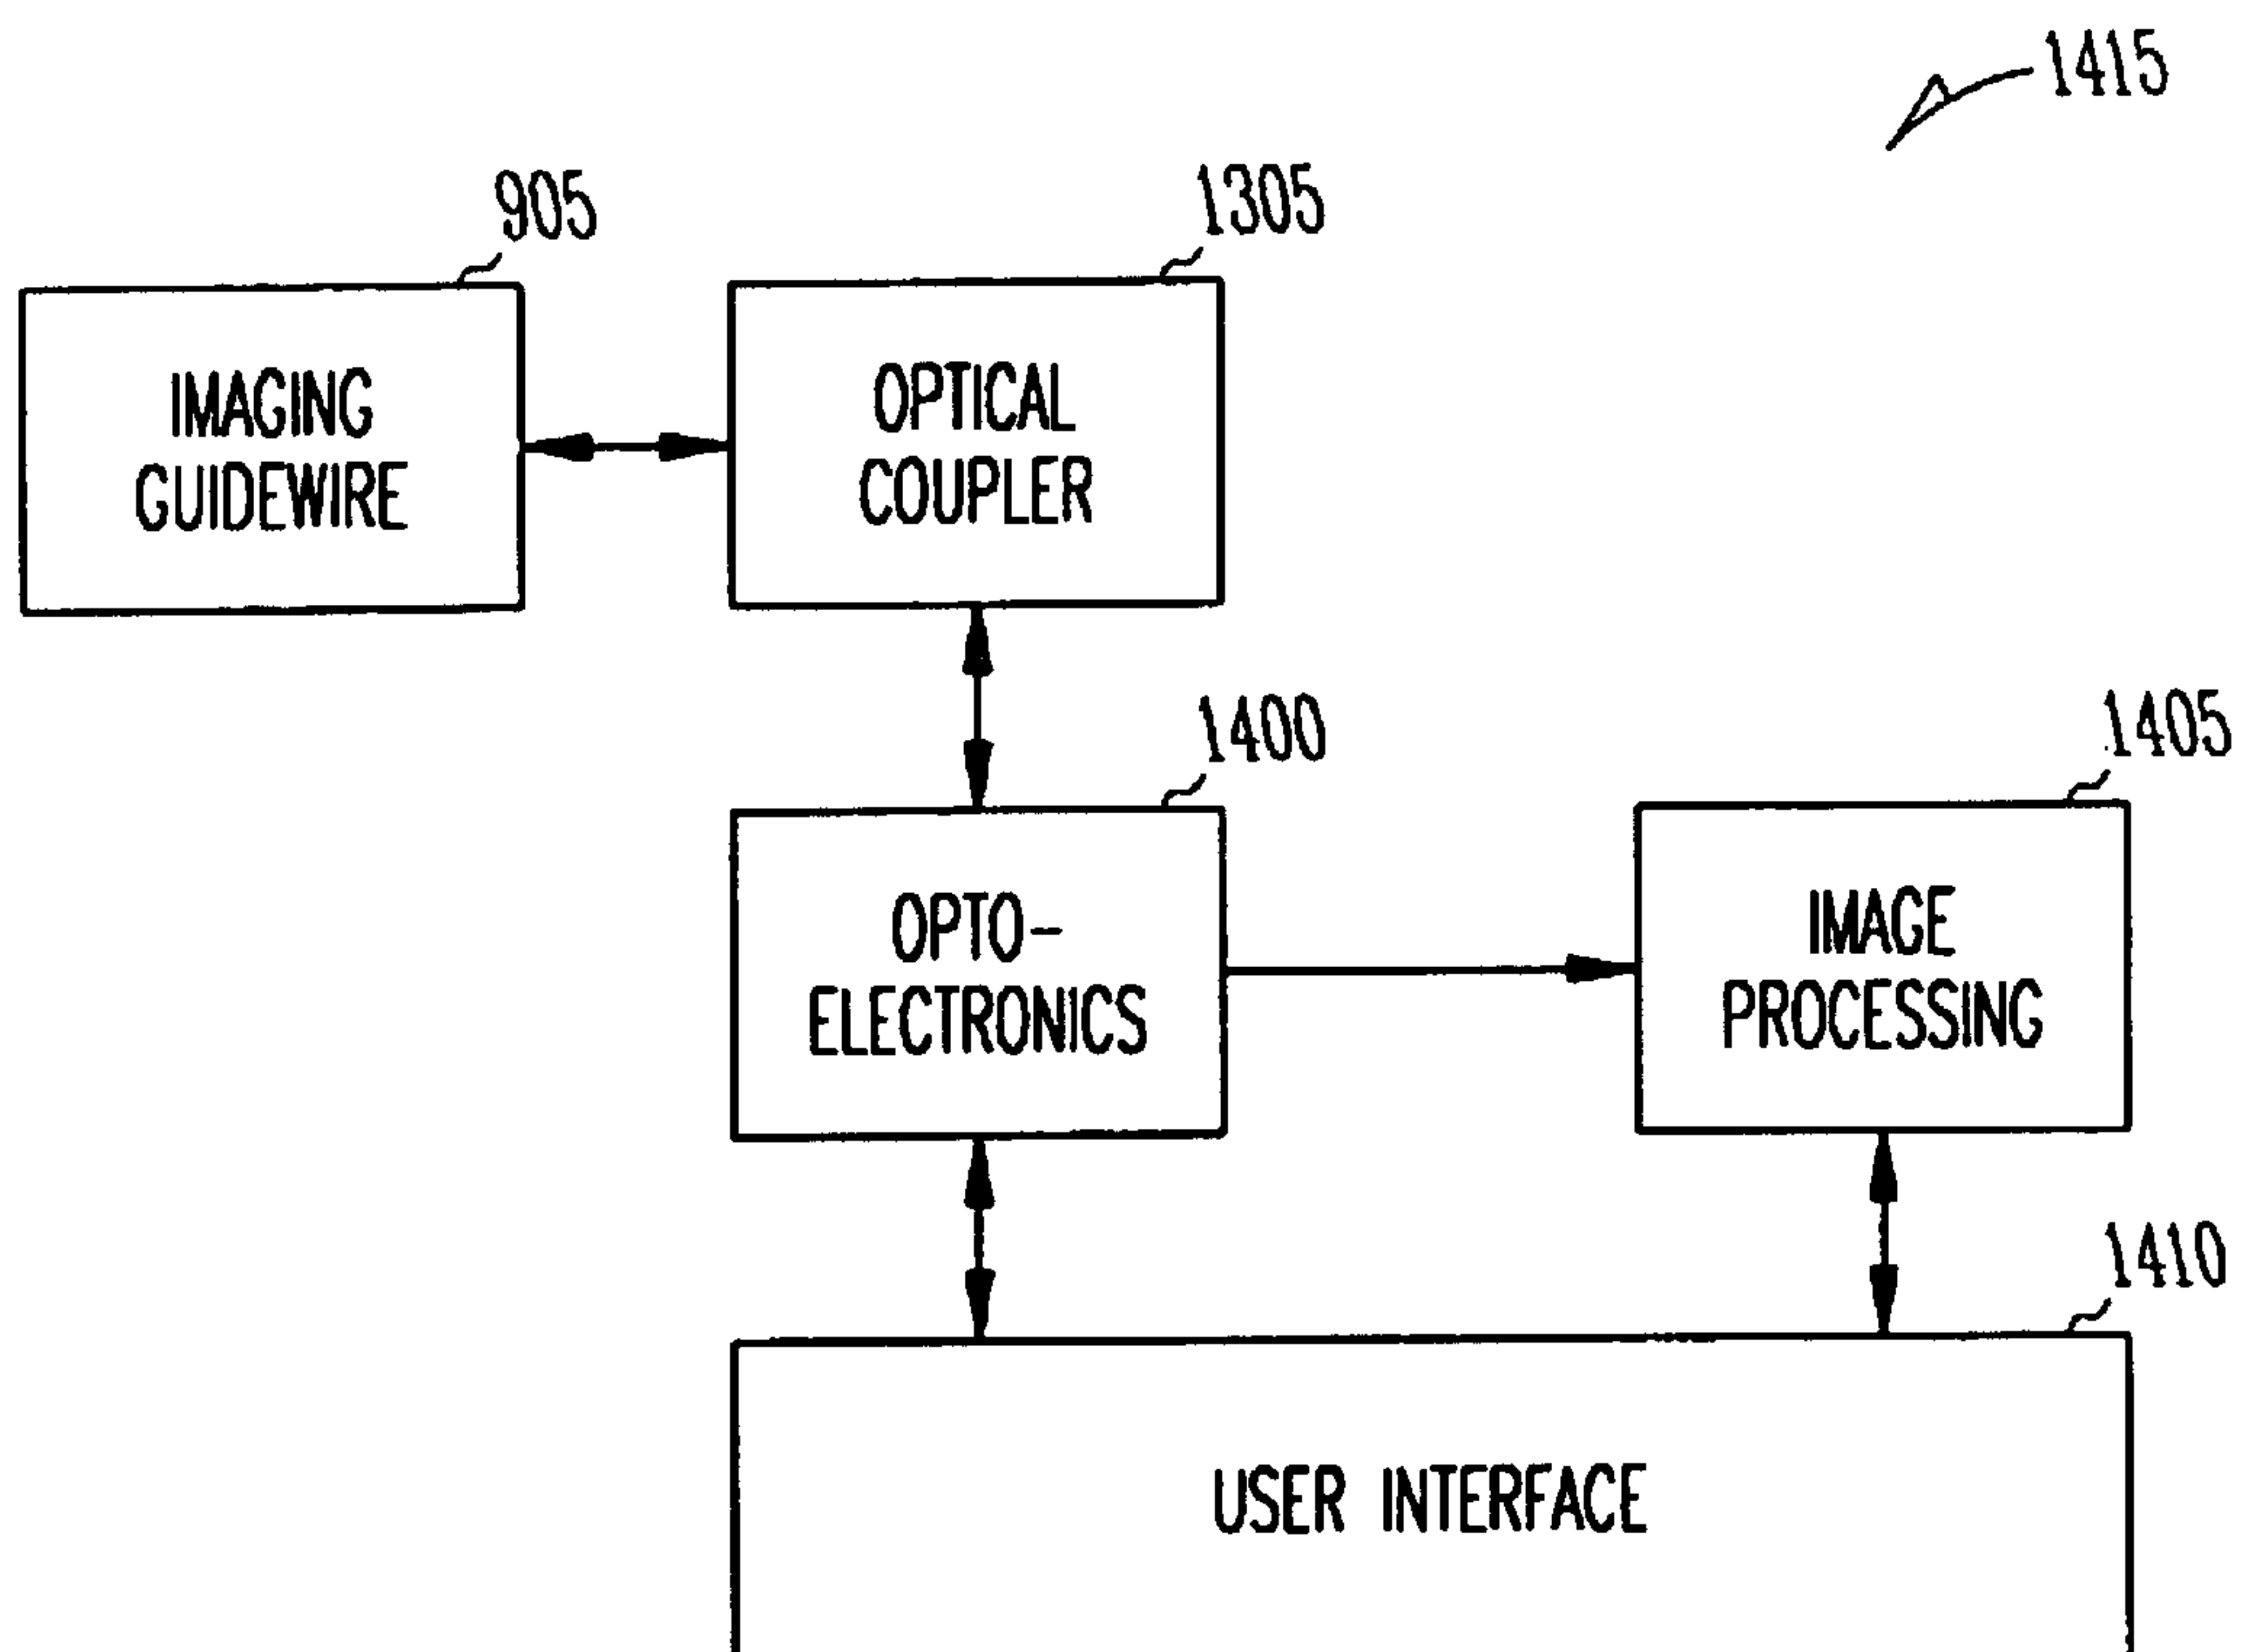 1415
905
1305
IMAGING
GUIDEWIRE
OPTICAL
COUPLER
1400
1405
OPTO-
ELECTRONICS
IMAGE
PROCESSING
1410
USER INTERFACE